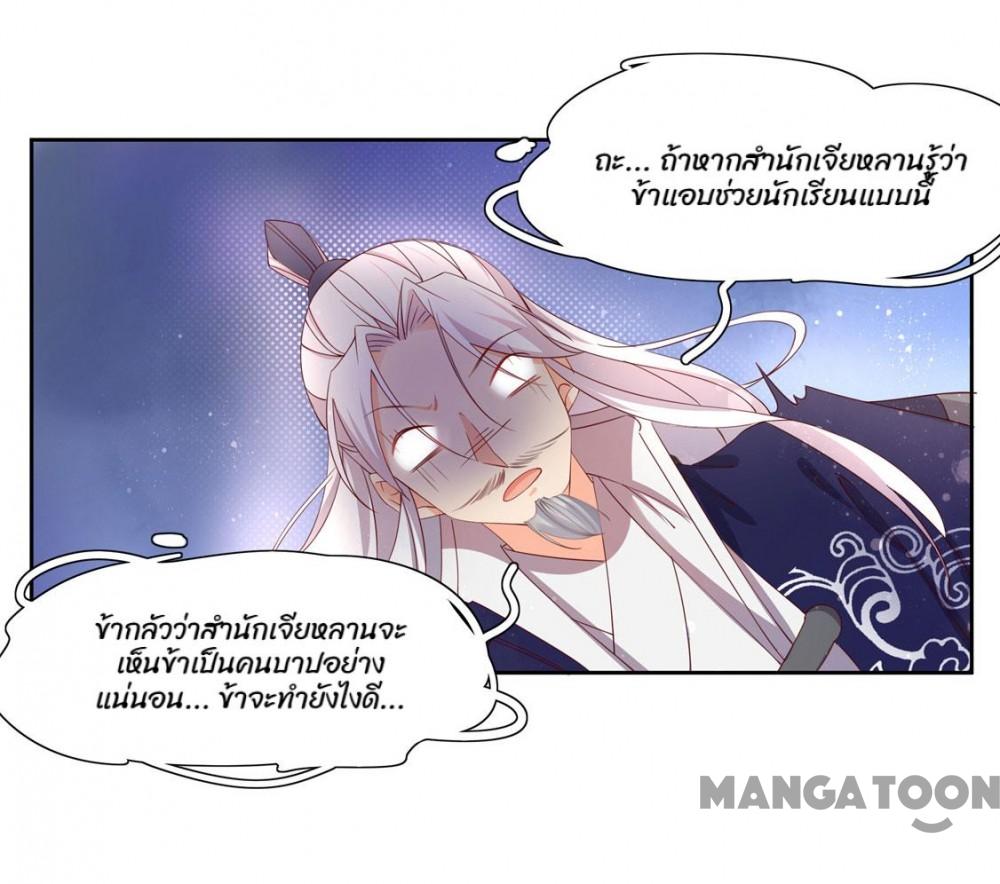 ถะ... ถ้าหากสำนักเจียหลานรู้ว่า
ข้าแอบช่วยนักเรียนแบบนี้
ข้ากลัวว่าสำนักเจียหลานจะ
เห็นข้าเป็นคนบาปอย่าง
แน่นอน... ข้าจะทำยังไงดี...
MANGATOON